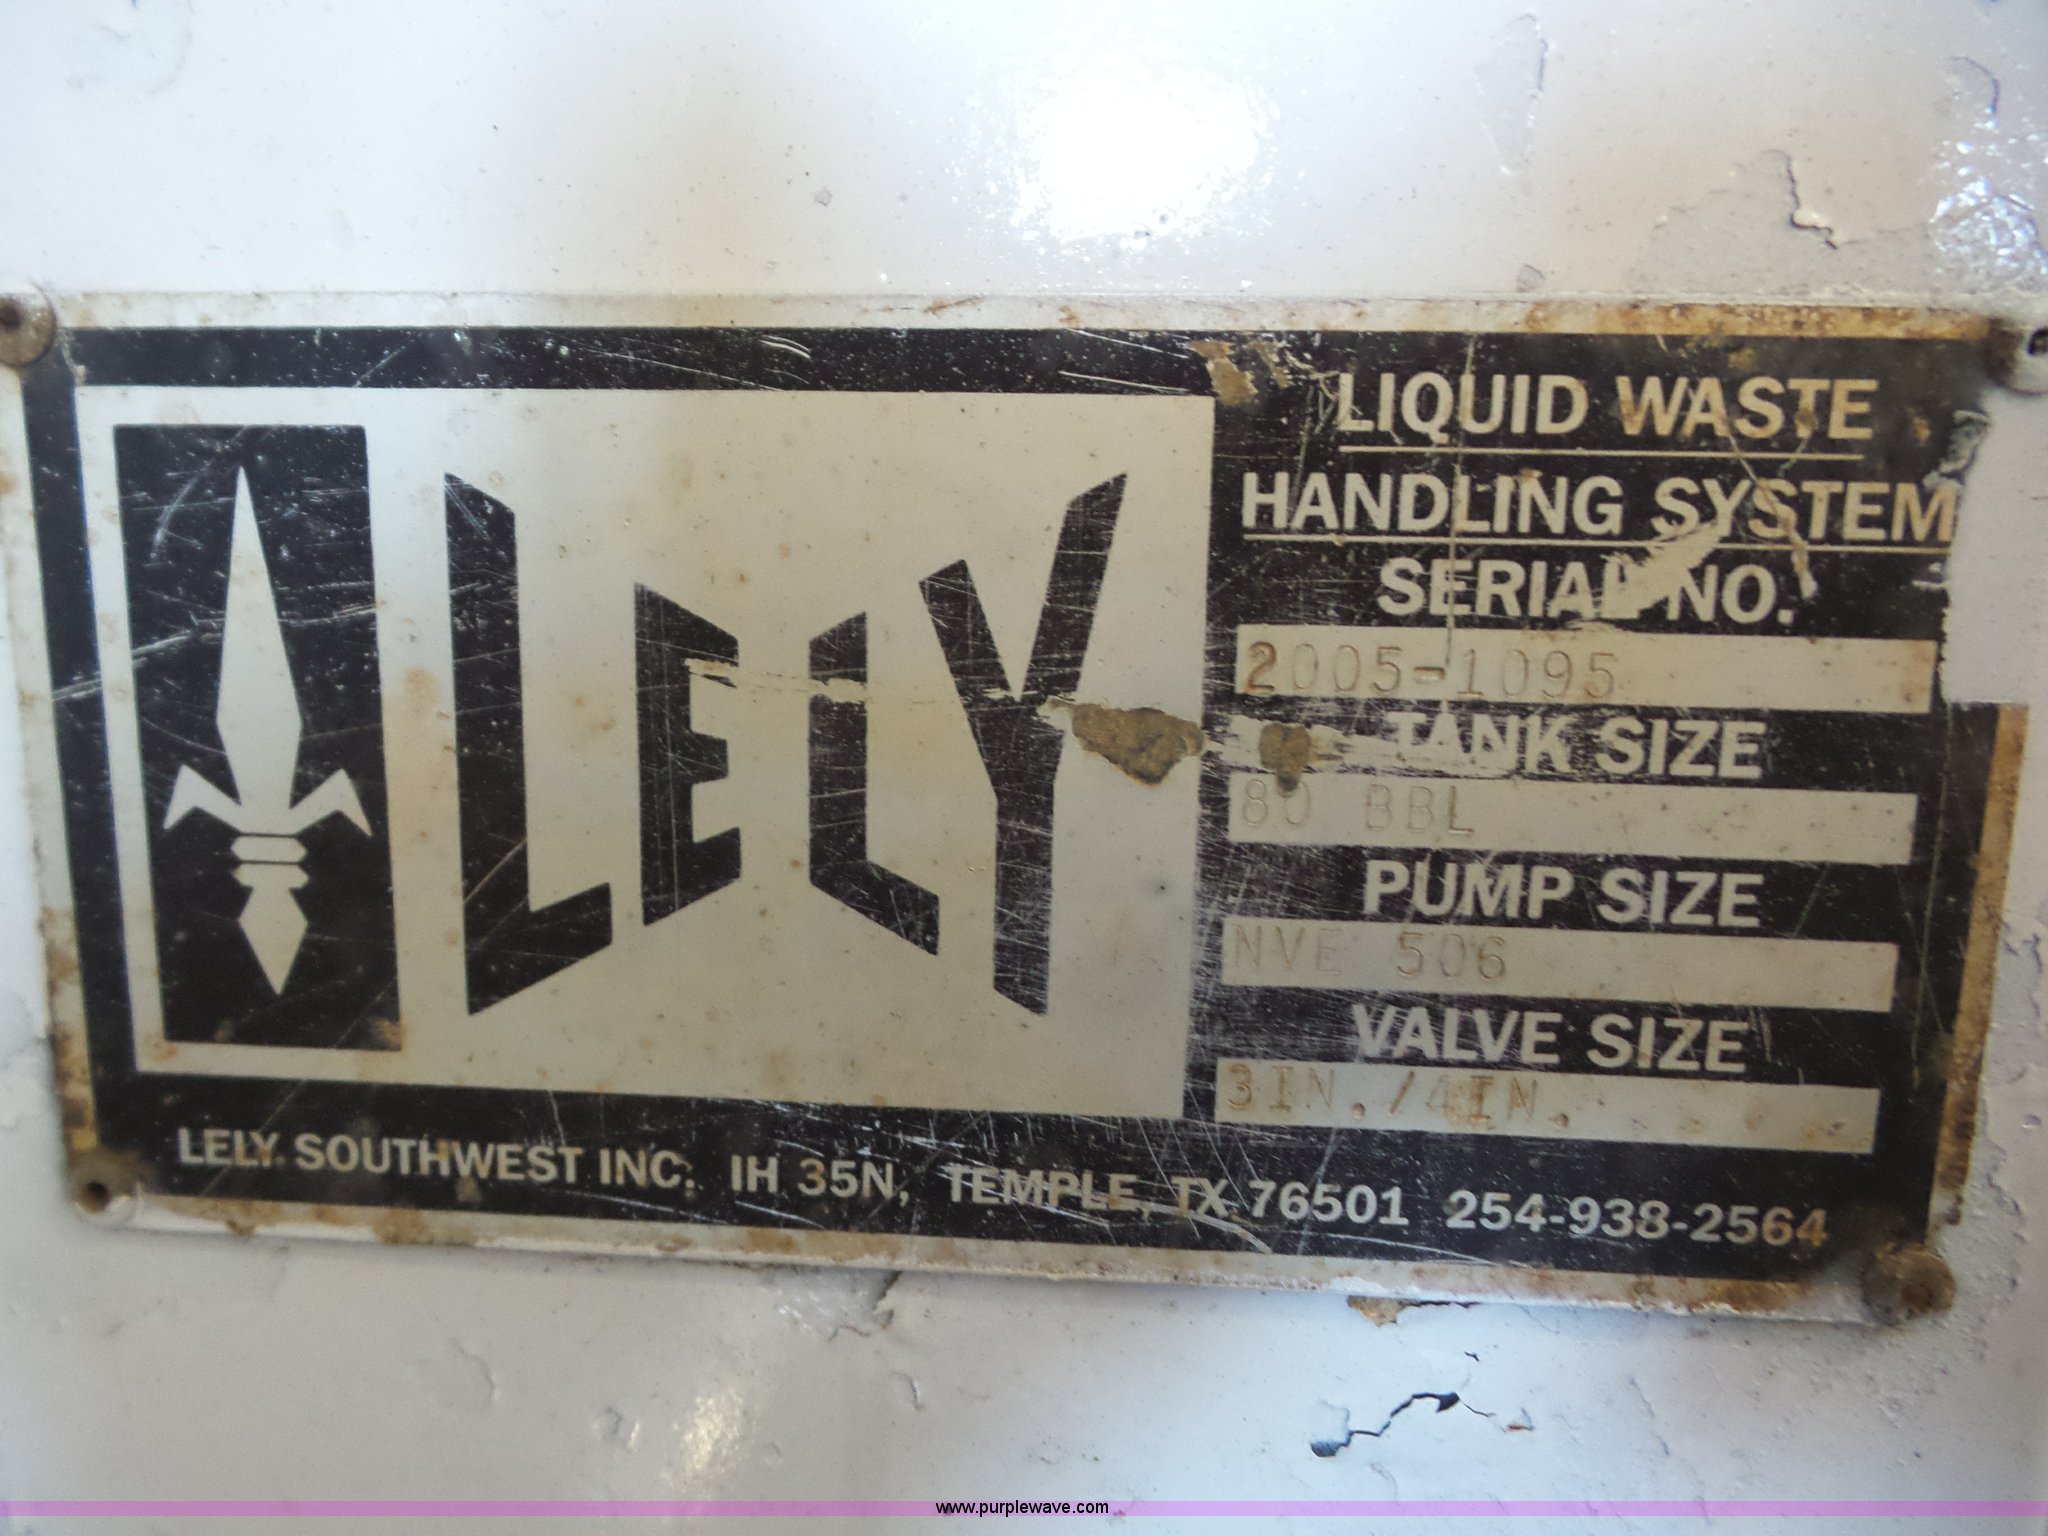 LELY
LIQUID WASTE
HANDLING SYSTEM
SERIAL NO.
2005-1095
TANK SIZE
80 BBL
PUMP SIZE
NVE 506
VALVE SIZE
3IN./4IN.
LELY SOUTHWEST INC. IH 35N, TEMPLE, TX 76501 254-938-2564
www.purplewave.com